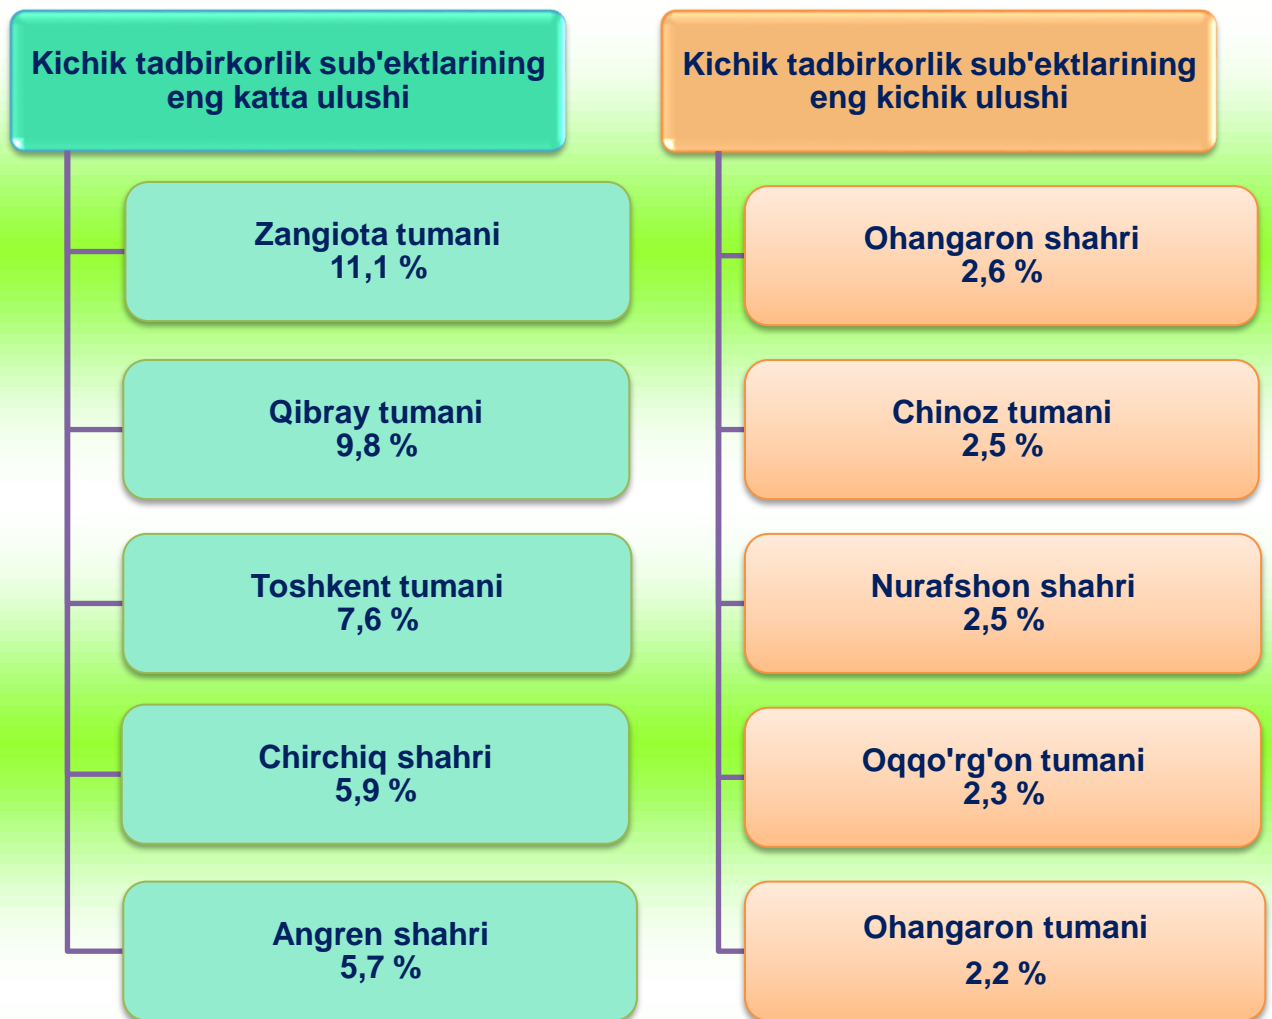 Kichik tadbirkorlik sub'ektlarining
eng katta ulushi
Zangiota tumani
11,1 %
Qibray tumani
9,8 %
Toshkent tumani
7,6 %
Chirchiq shahri
5,9 %
Angren shahri
5,7 %
Kichik tadbirkorlik sub'ektlarining
eng kichik ulushi
Ohangaron shahri
2,6 %
Chinoz tumani
2,5 %
Nurafshon shahri
2,5 %
Oqqo'rg'on tumani
2,3 %
Ohangaron tumani
2,2 %